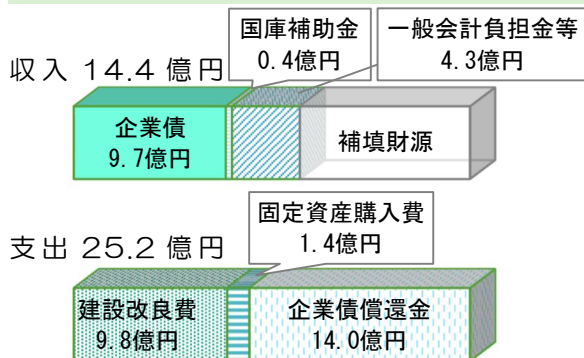 国庫補助金
0.4億円
一般会計負担金等
4.3億円
収入 14.4 億円
企業債
9.7億円
補填財源
固定資産購入費
1.4億円
支出 25.2 億円
建設改良費
9.8億円
企業債償還金
14.0億円